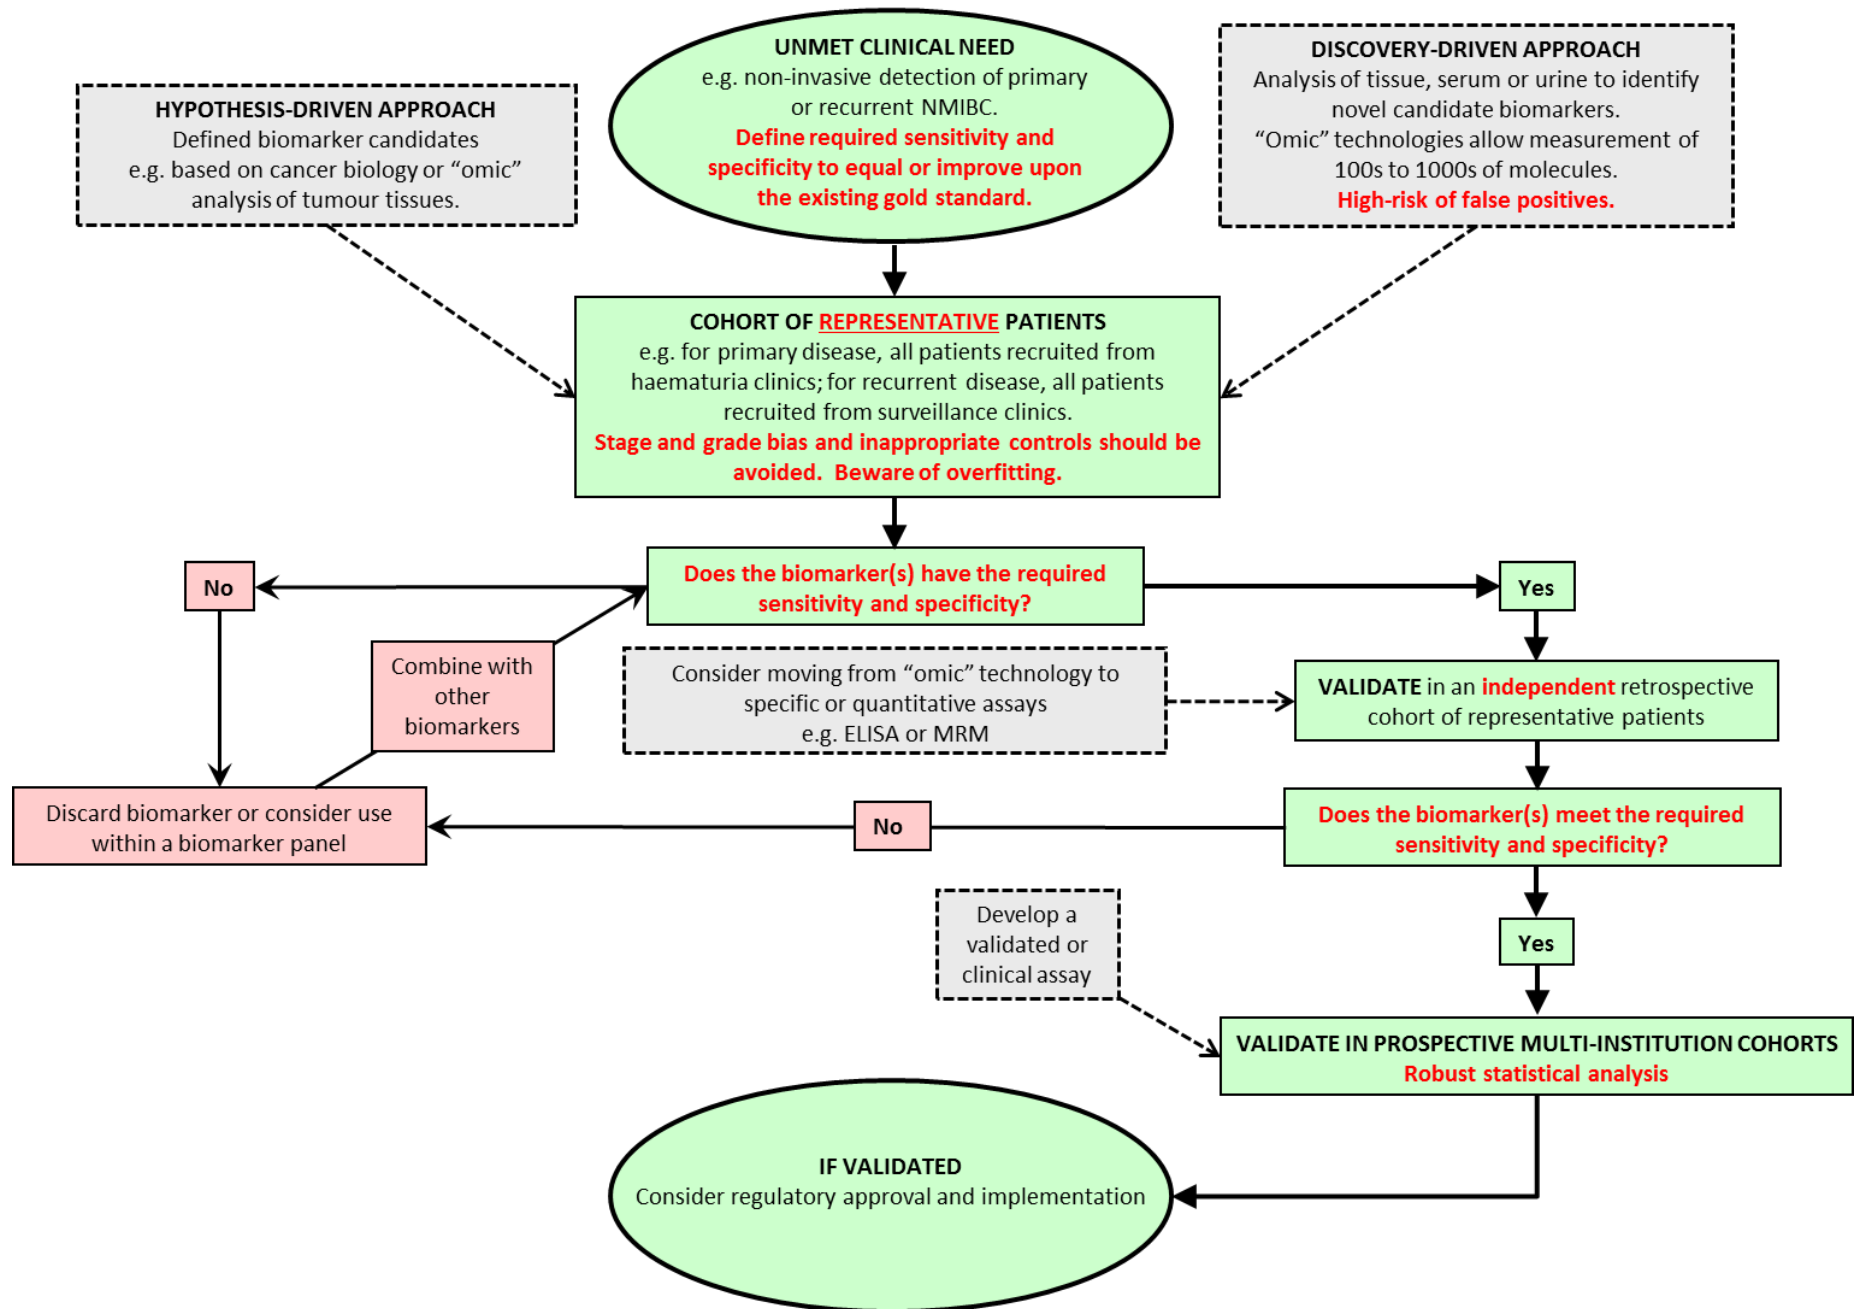 UNMET CLINICAL NEED
e.g. non-invasive detection of primary
or recurrent NMIBC.
Define required sensitivity and
specificity to equal or improve upon
the existing gold standard.
DISCOVERY-DRIVEN APPROACH
Analysis of tissue, serum or urine to identify
novel candidate biomarkers.
“Omic” technologies allow measurement of
100s to 1000s of molecules.
High-risk of false positives.
HYPOTHESIS-DRIVEN APPROACH
Defined biomarker candidates
e.g. based on cancer biology or “omic”
analysis of tumour tissues.
COHORT OF REPRESENTATIVE PATIENTS
e.g. for primary disease, all patients recruited from
haematuria clinics; for recurrent disease, all patients
recruited from surveillance clinics.
Stage and grade bias and inappropriate controls should be
avoided. Beware of overfitting.
No
Does the biomarker(s) have the required
sensitivity and specificity?
Yes
Combine with
other
biomarkers
Consider moving from “omic” technology to
specific or quantitative assays
e.g. ELISA or MRM
VALIDATE in an independent retrospective
cohort of representative patients
Discard biomarker or consider use
within a biomarker panel
No
Does the biomarker(s) meet the required
sensitivity and specificity?
Develop a
validated or
clinical assay
Yes
VALIDATE IN PROSPECTIVE MULTI-INSTITUTION COHORTS
Robust statistical analysis
IF VALIDATED
Consider regulatory approval and implementation